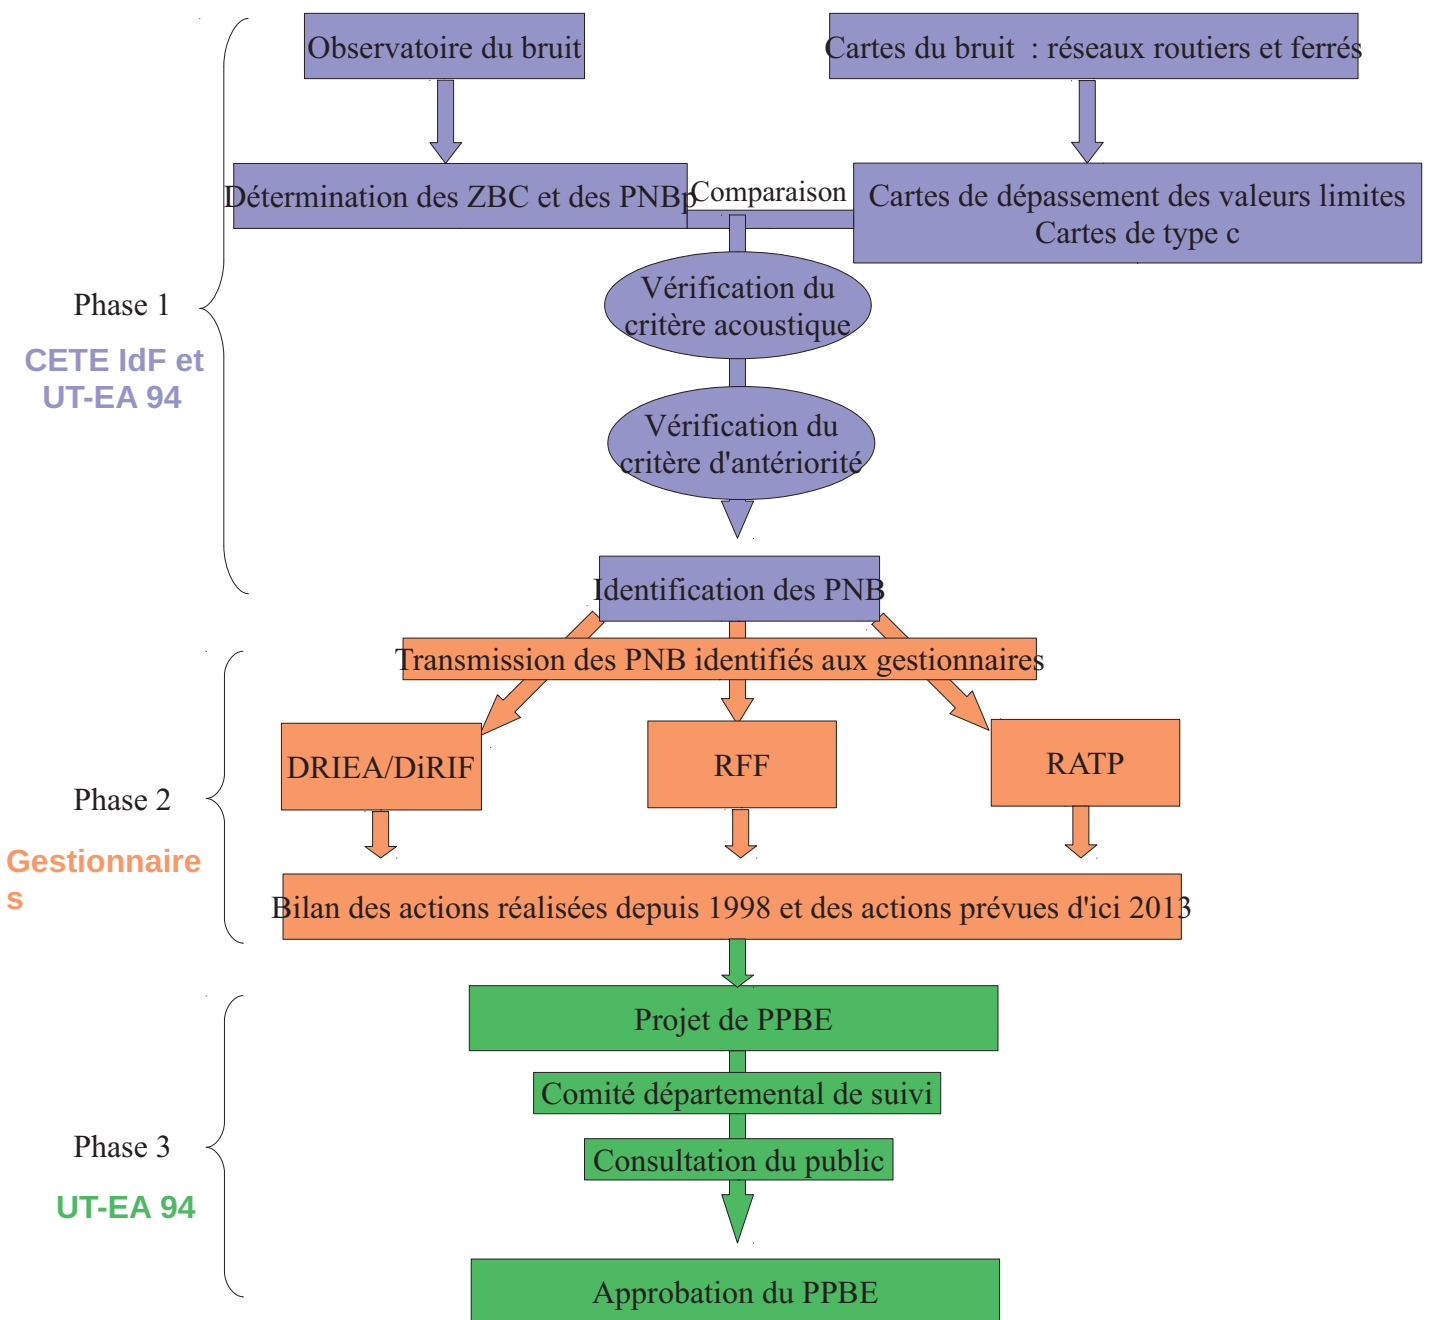 Observatoire du bruit
Cartes du bruit : réseaux routiers et ferrés
Détermination des ZBC et des PNBp
Comparaison
Cartes de dépassement des valeurs limites
Cartes de type c
Vérification du
critère acoustique
Phase 1
CETE IdF et
UT-EA 94
Vérification du
critère d'antériorité
Identification des PNB
Transmission des PNB identifiés aux gestionnaires
DRIEA/DiRIF
RFF
RATP
Phase 2
Gestionnaire
s
Bilan des actions réalisées depuis 1998 et des actions prévues d'ici 2013
Projet de PPBE
Comité départemental de suivi
Phase 3
Consultation du public
UT-EA 94
Approbation du PPBE